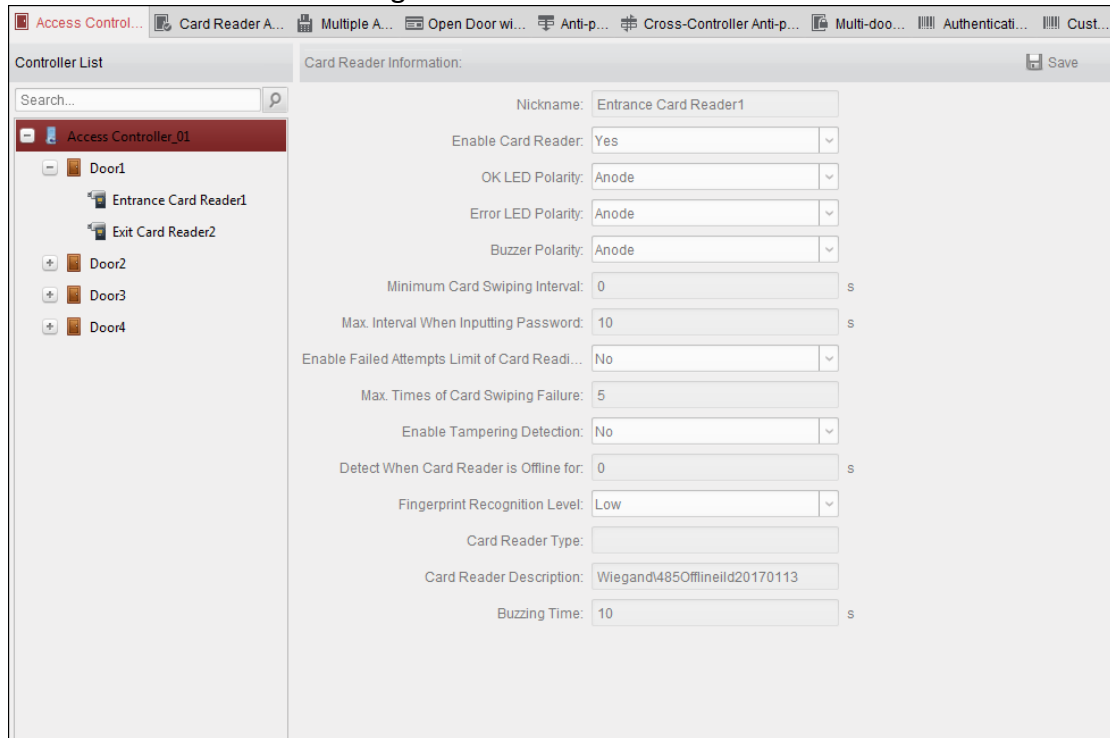 Access Control... Card Reader A... Multiple A... Open Door wi... Anti-p... Cross-Controller Anti-p... Multi-doo... Authenticati... Cust...
Controller List
Card Reader Information:
Save
Search...
Access Controller_01
Door1
Entrance Card Reader1
Exit Card Reader2
Door2
Door3
Door4
Nickname: Entrance Card Reader1
Enable Card Reader: Yes
OK LED Polarity: Anode
Error LED Polarity: Anode
Buzzer Polarity: Anode
Minimum Card Swiping Interval: 0 s
Max. Interval When Inputting Password: 10 s
Enable Failed Attempts Limit of Card Readi... No
Max. Times of Card Swiping Failure: 5
Enable Tampering Detection: No
Detect When Card Reader is Offline for: 0 s
Fingerprint Recognition Level: Low
Card Reader Type:
Card Reader Description: Wiegand\485Offlineild20170113
Buzzing Time: 10 s